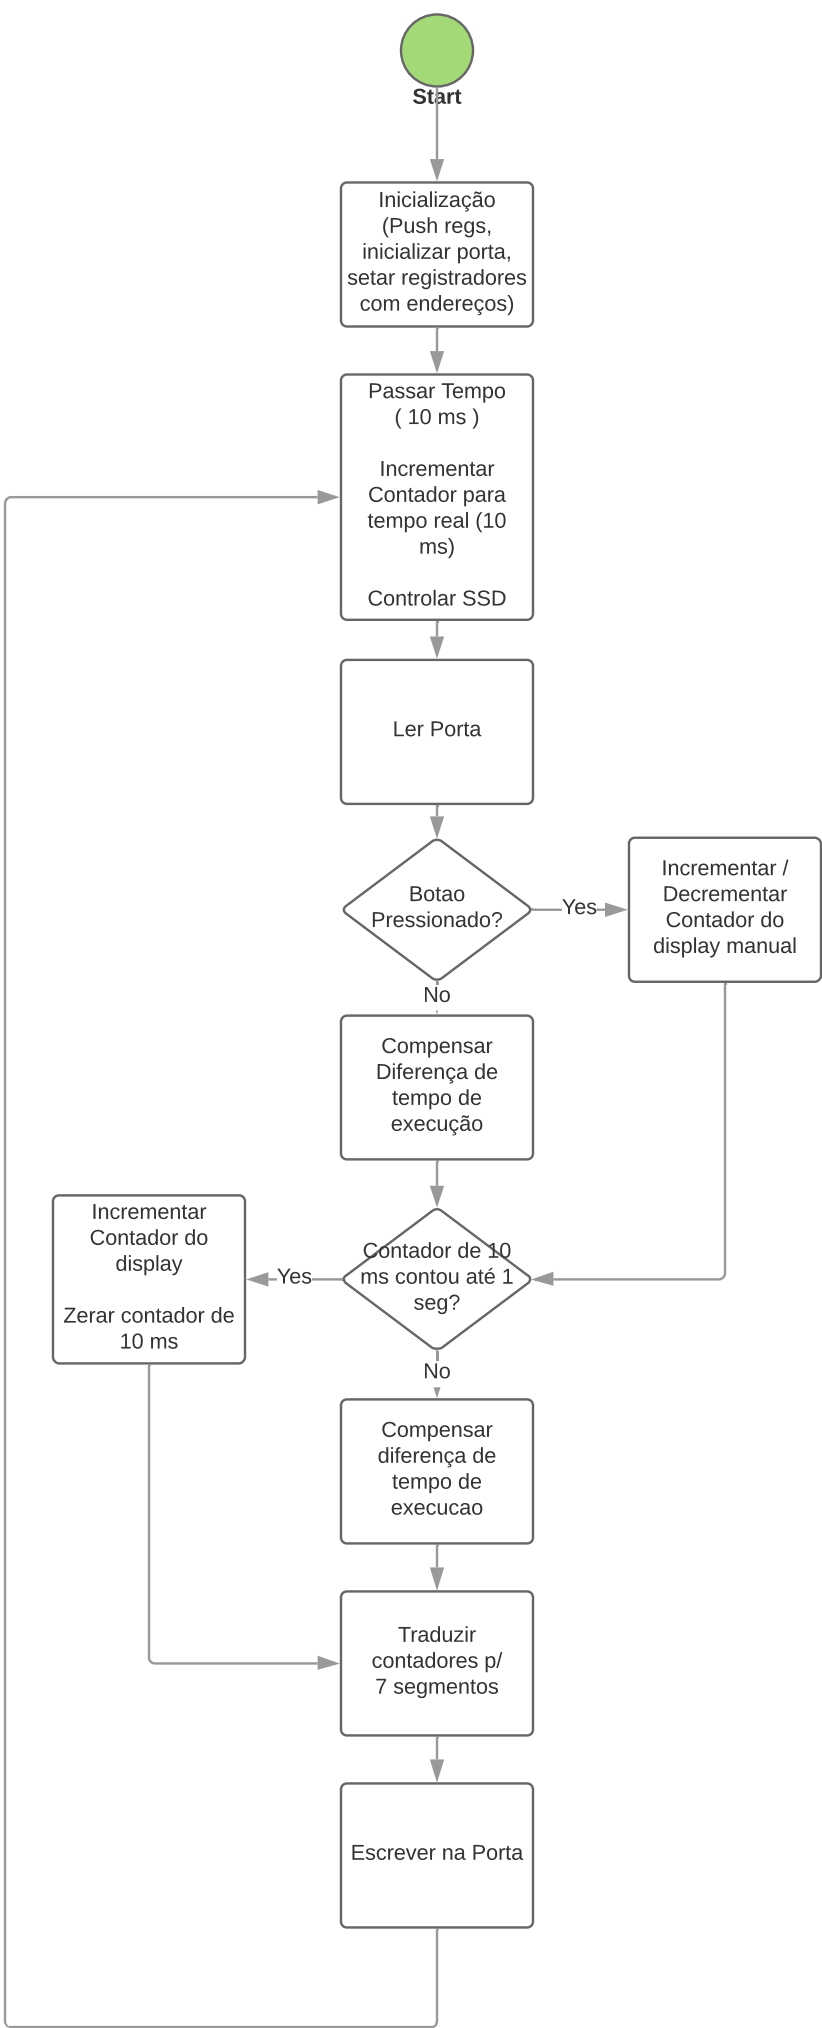 Start
Inicialização
(Push regs,
inicializar porta,
setar registradores
com endereços)
Passar Tempo
( 10 ms )
Incrementar
Contador para
tempo real (10
ms)
Controlar SSD
Ler Porta
Botao
Pressionado?
Yes
Incrementar /
Decrementar
Contador do
display manual
No
Compensar
Diferença de
tempo de
execução
Contador de 10
ms contou até 1
seg?
Yes
Incrementar
Contador do
display
Zerar contador de
10 ms
No
Compensar
diferença de
tempo de
execucao
Traduzir
contadores p/
7 segmentos
Escrever na Porta